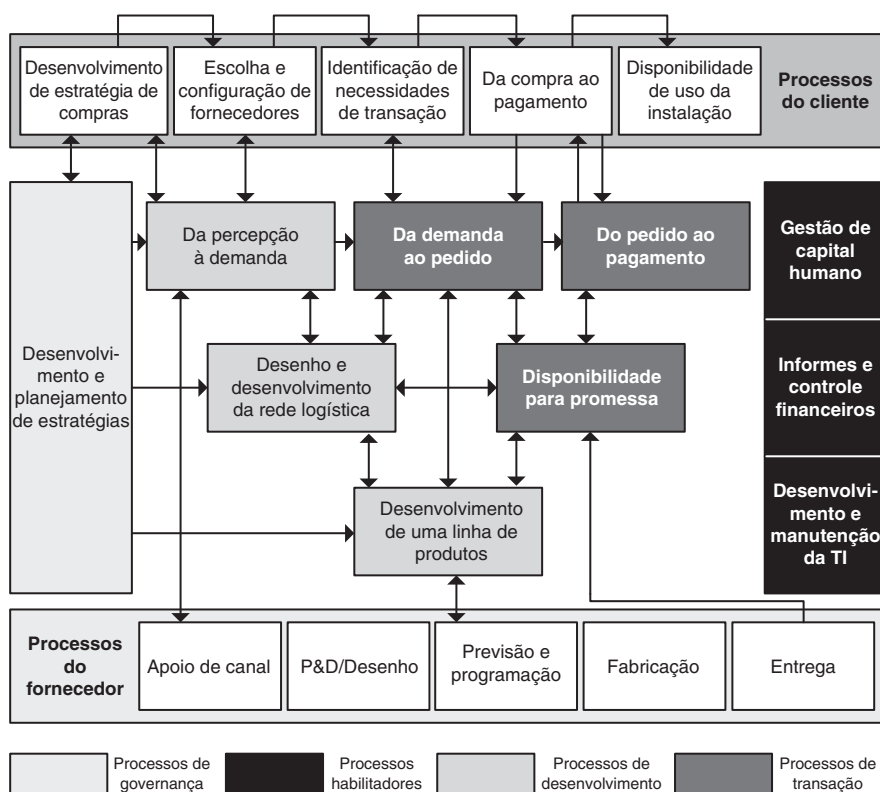 Desenvolvimento
de estratégia de
compras
Escolha e
configuração de
fornecedores
Identificação de
necessidades
de transação
Da compra ao
pagamento
Disponibilidade
de uso da
instalação
Processos
do cliente
Da percepção
à demanda
Da demanda
ao pedido
Do pedido ao
pagamento
Gestão de
capital
humano
Desenvolvi-
mento e
planejamento
de estratégias
Desenho e
desenvolvimento
da rede logística
Disponibilidade
para promessa
Informes e
controle
financeiros
Desenvolvimento
de uma linha de
produtos
Desenvolvi-
mento e
manutenção
da TI
Processos
do
fornecedor
Apoio de canal
P&D/Desenho
Previsão e
programação
Fabricação
Entrega
Processos de
governança
Processos
habilitadores
Processos de
desenvolvimento
Processos de
transação